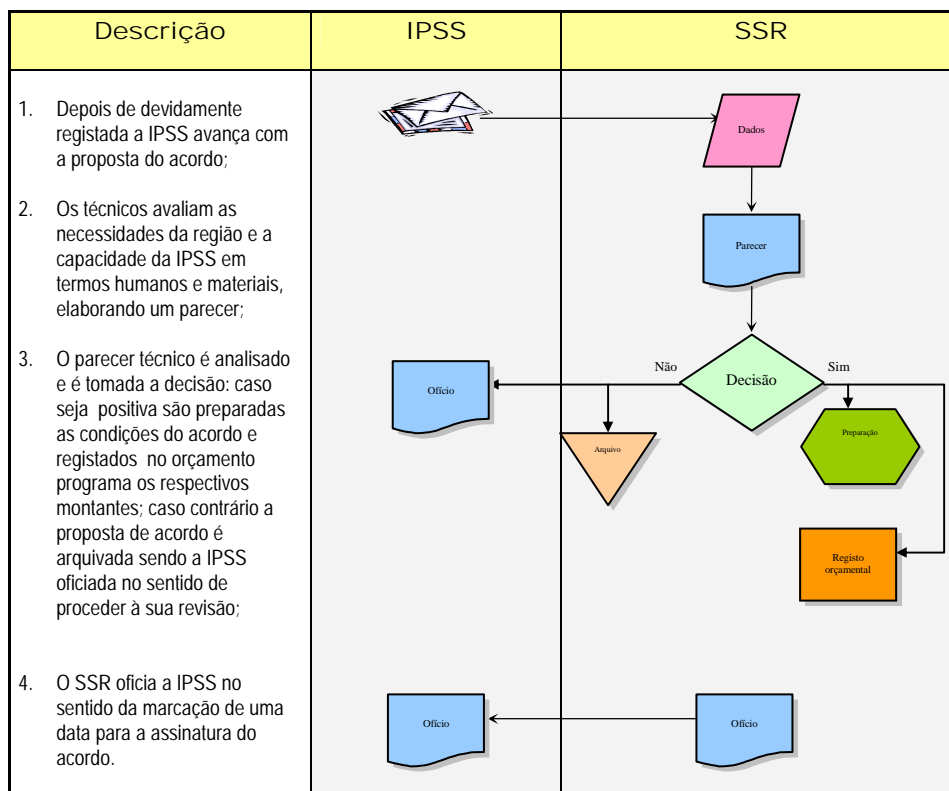 Descrição
IPSS
SSR
1. Depois de devidamente
registada a IPSS avança com
a proposta do acordo;
2. Os técnicos avaliam as
necessidades da região e a
capacidade da IPSS em
termos humanos e materiais,
elaborando um parecer;
3. O parecer técnico é analisado
e é tomada a decisão: caso
seja positiva são preparadas
as condições do acordo e
registados no orçamento
programa os respectivos
montantes; caso contrário a
proposta de acordo é
arquivada sendo a IPSS
oficiada no sentido de
proceder à sua revisão;
4. O SSR oficia a IPSS no
sentido da marcação de uma
data para a assinatura do
acordo.
Dados
Parecer
Não
Decisão
Sim
Ofício
Arquivo
Preparação
Registo
orçamental
Ofício
Ofício